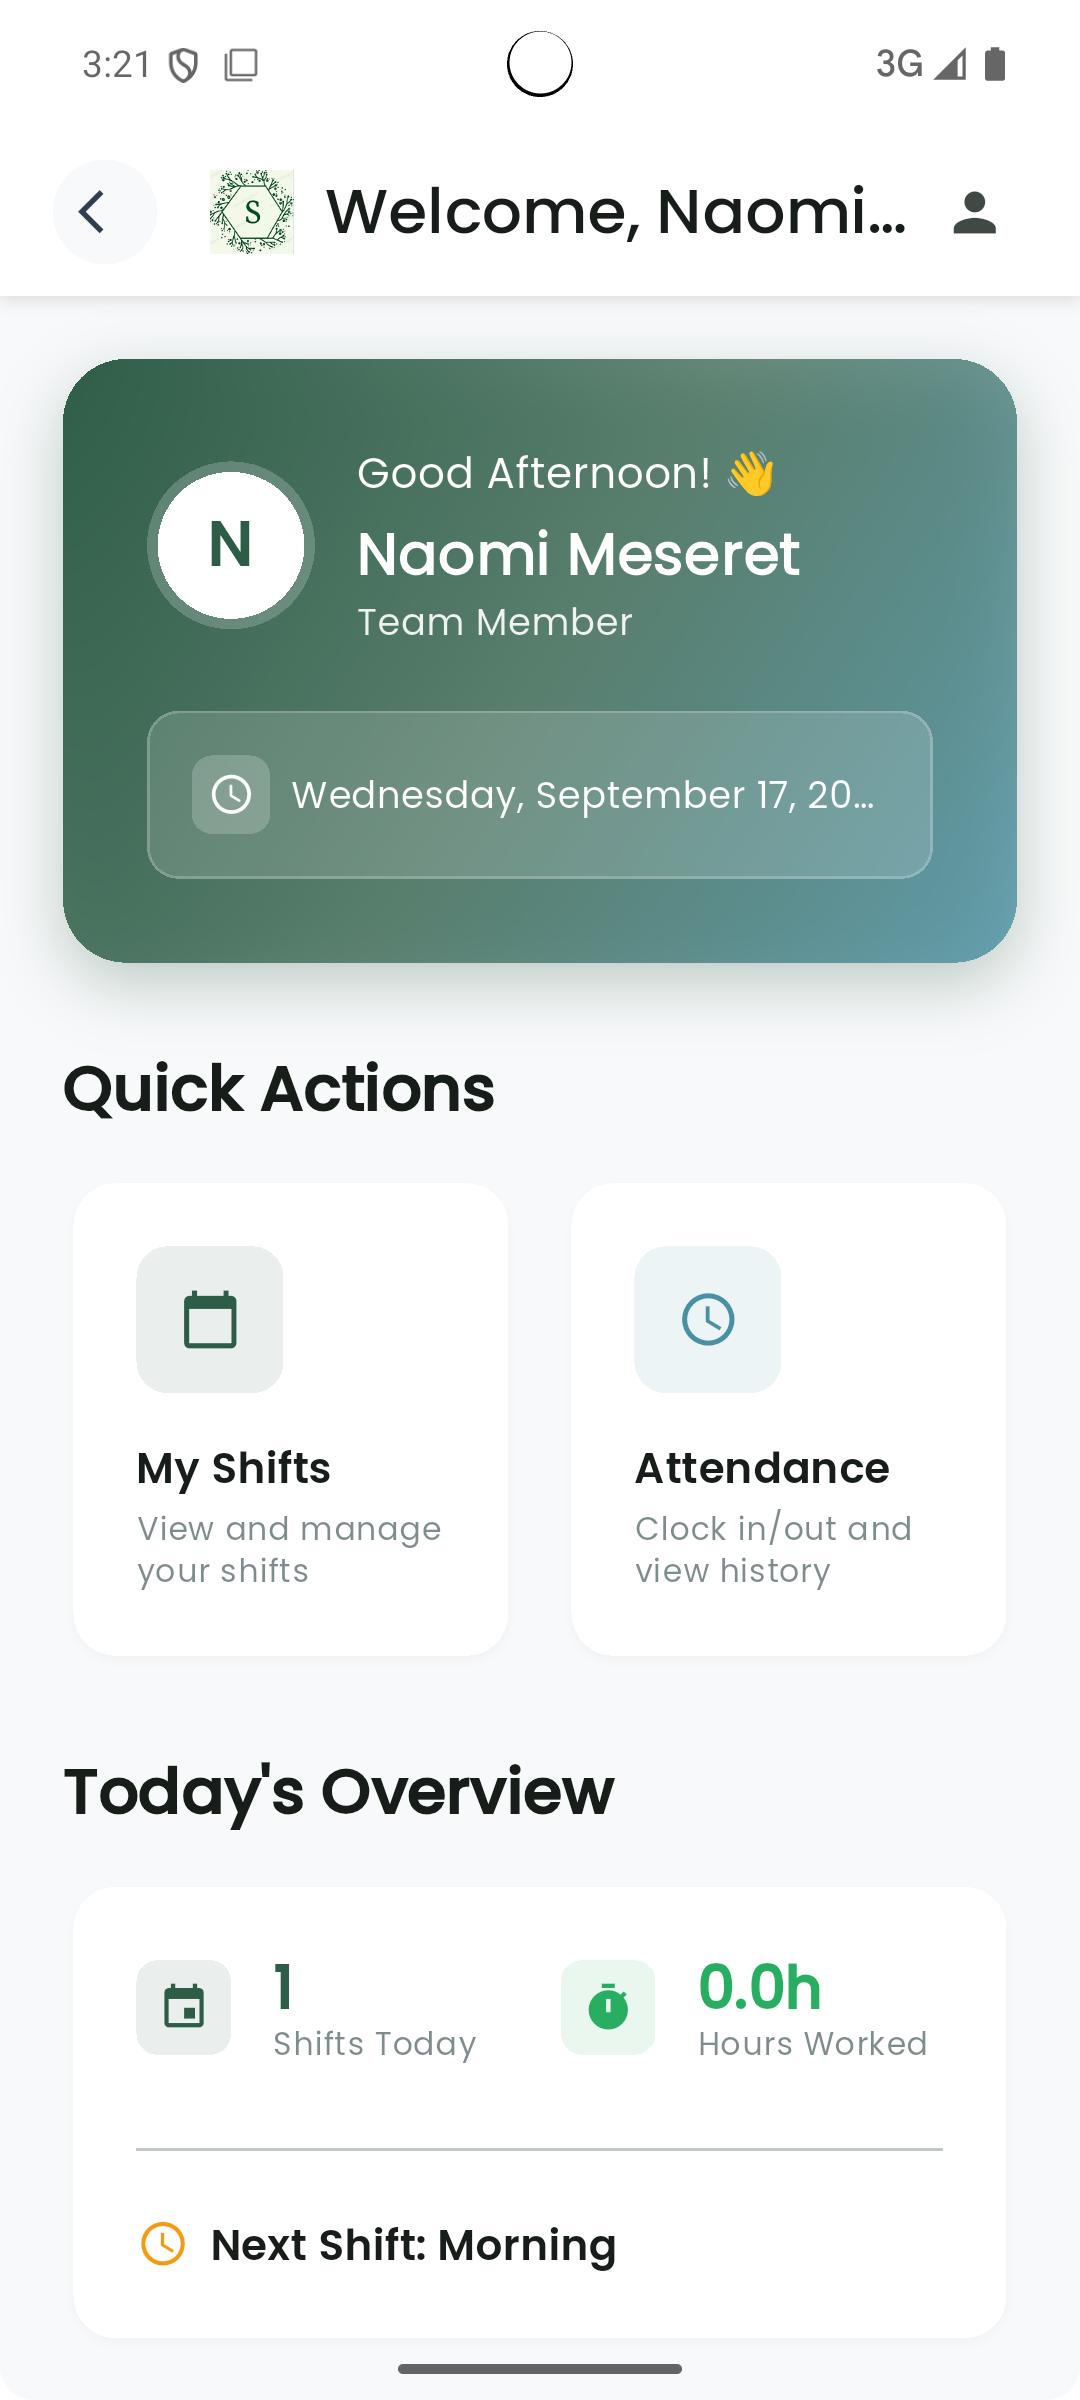 3:21
3G
S
Welcome, Naomi...
Good Afternoon! 👋
N
Naomi Meseret
Team Member
Wednesday, September 17, 20...
Quick Actions
My Shifts
View and manage
your shifts
Attendance
Clock in/out and
view history
Today's Overview
1
Shifts Today
0.0h
Hours Worked
Next Shift: Morning